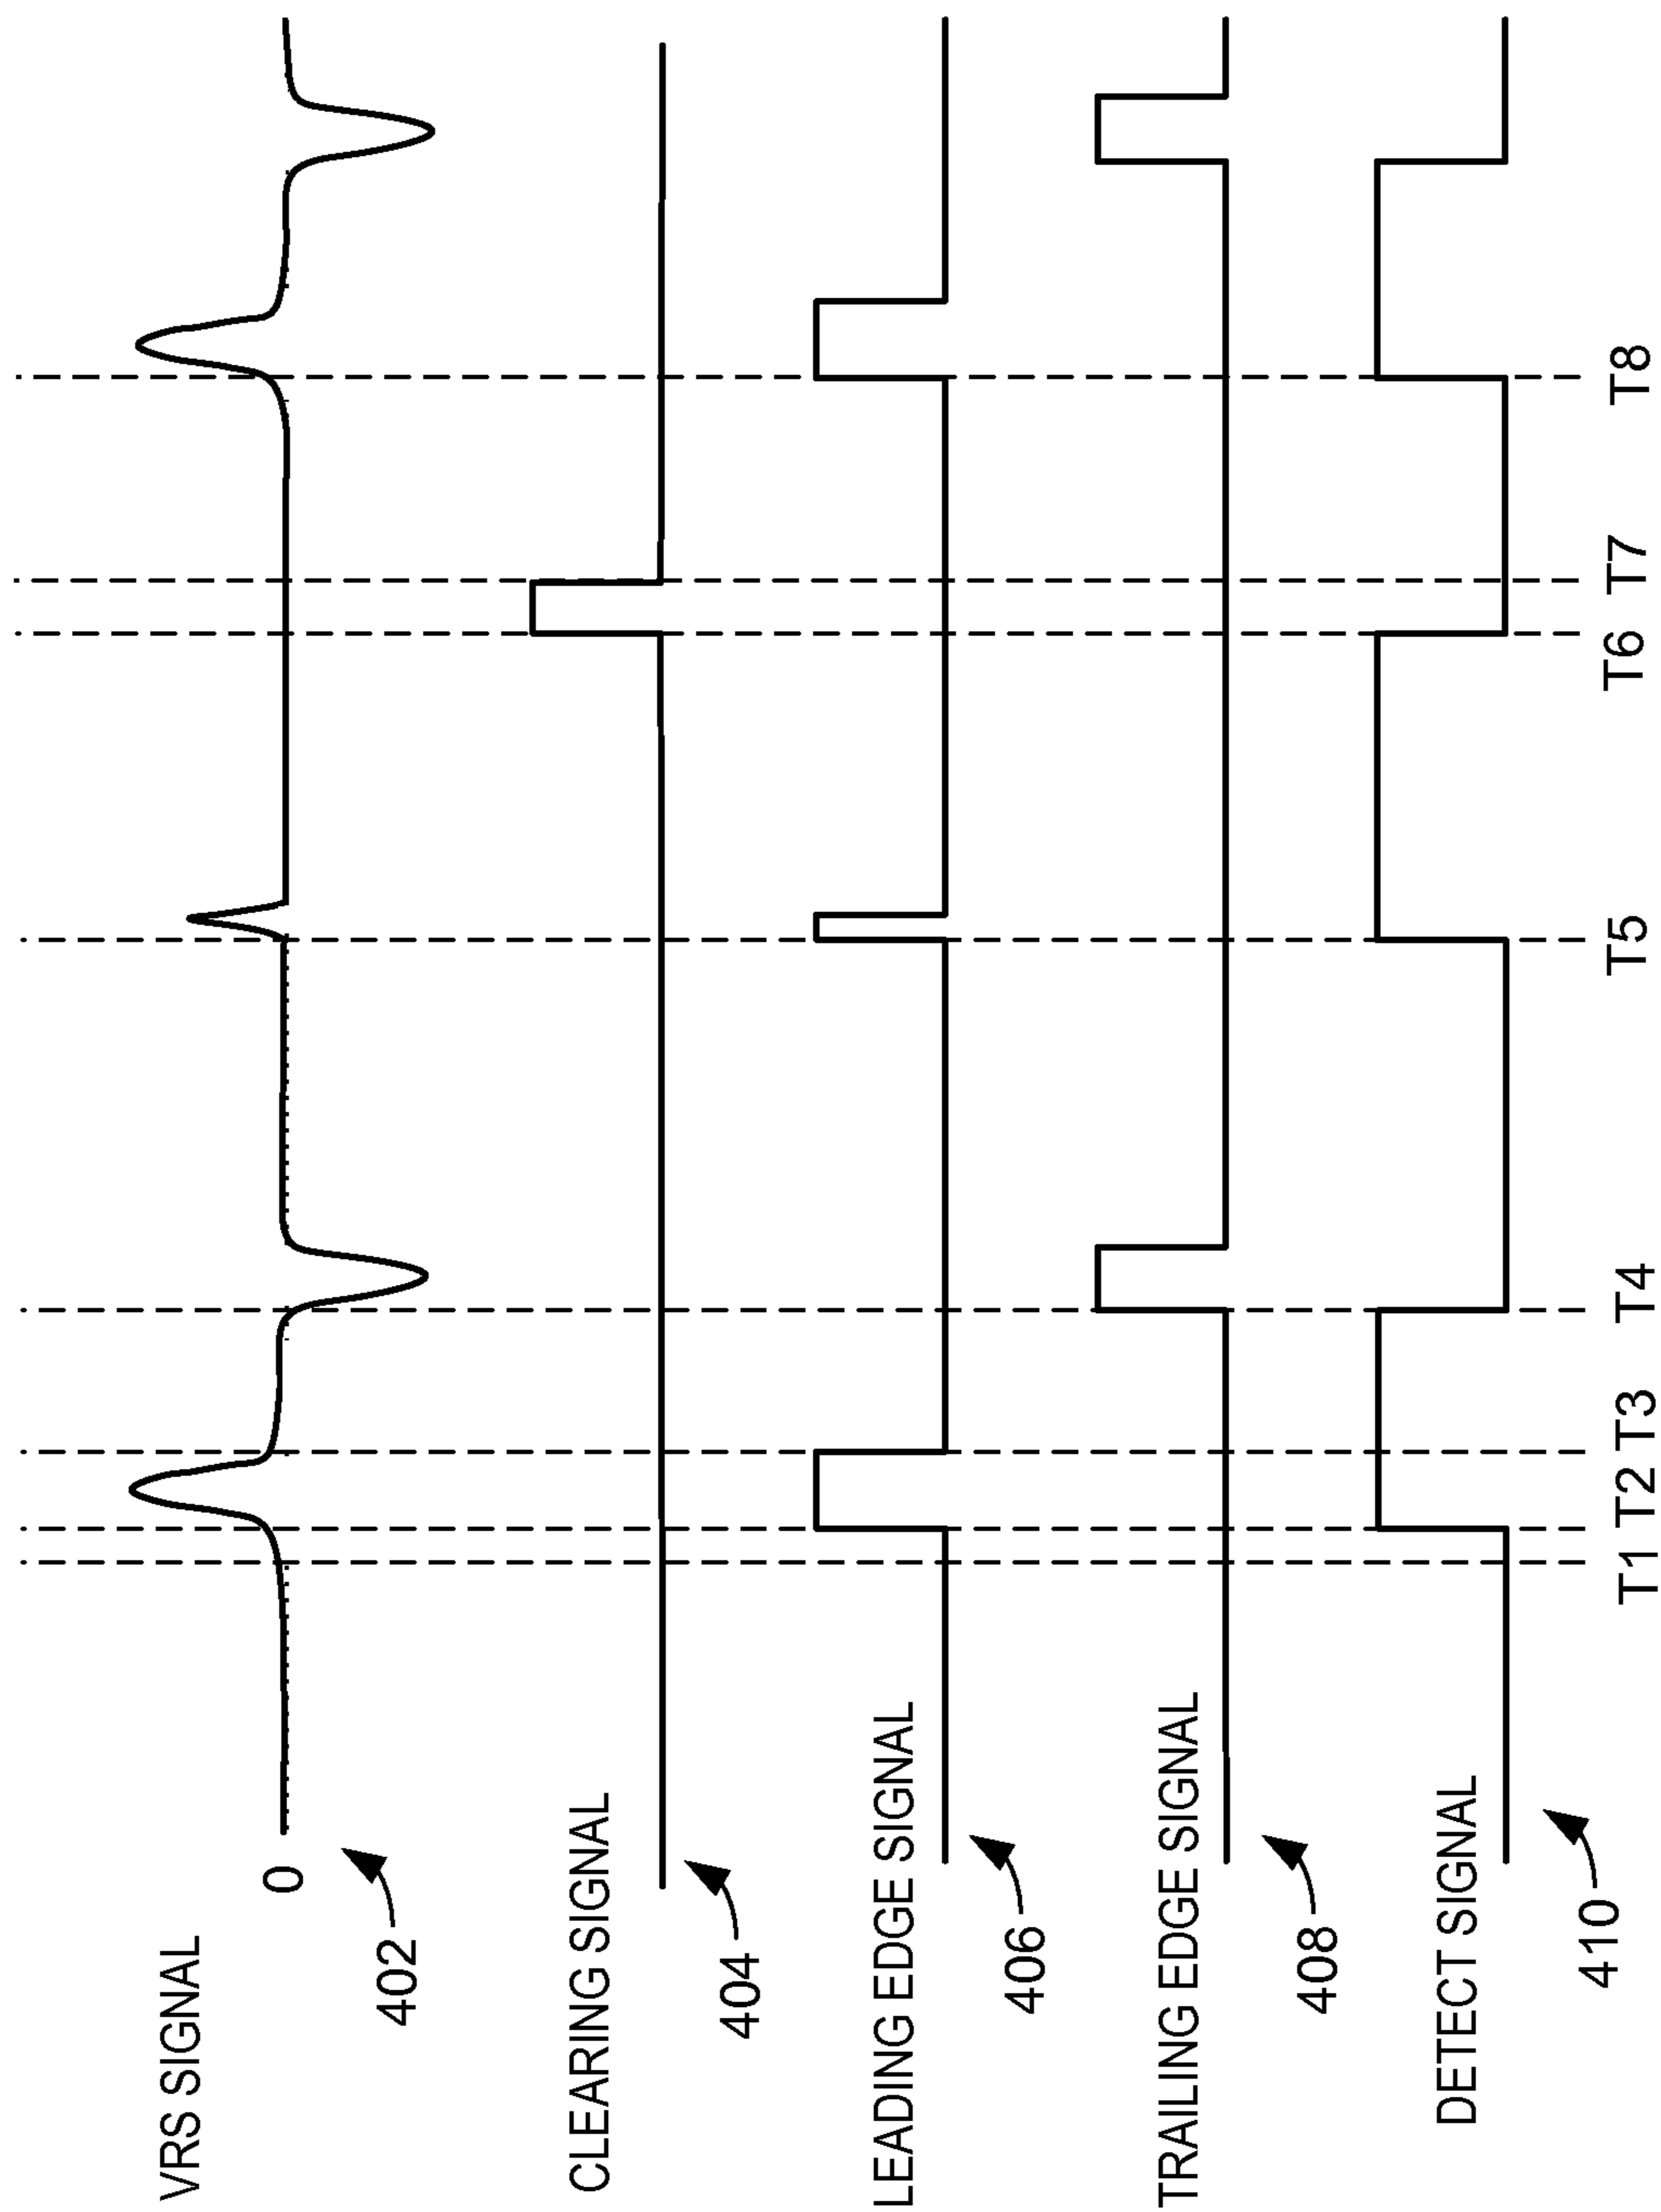 VRS SIGNAL
0
402
CLEARING SIGNAL
404
LEADING EDGE SIGNAL
406
TRAILING EDGE SIGNAL
408
DETECT SIGNAL
410
T1 T2 T3 T4 T5 T6 T7 T8